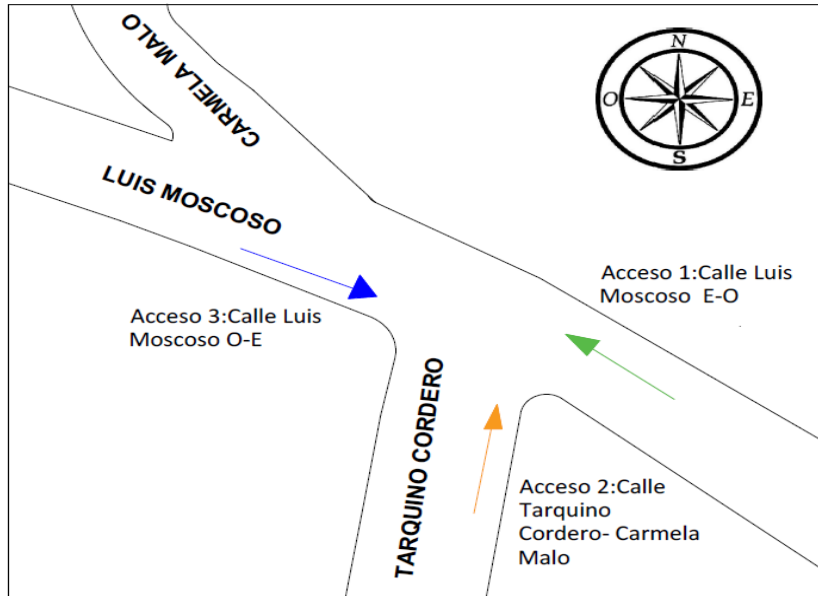 CARMELA MALO
N
O
E
S
LUIS MOSCOSO
Acceso 1:Calle Luis
Moscoso  E-O
Acceso 3:Calle Luis
Moscoso O-E
TARQUINO CORDERO
Acceso 2:Calle
Tarquino
Cordero- Carmela
Malo